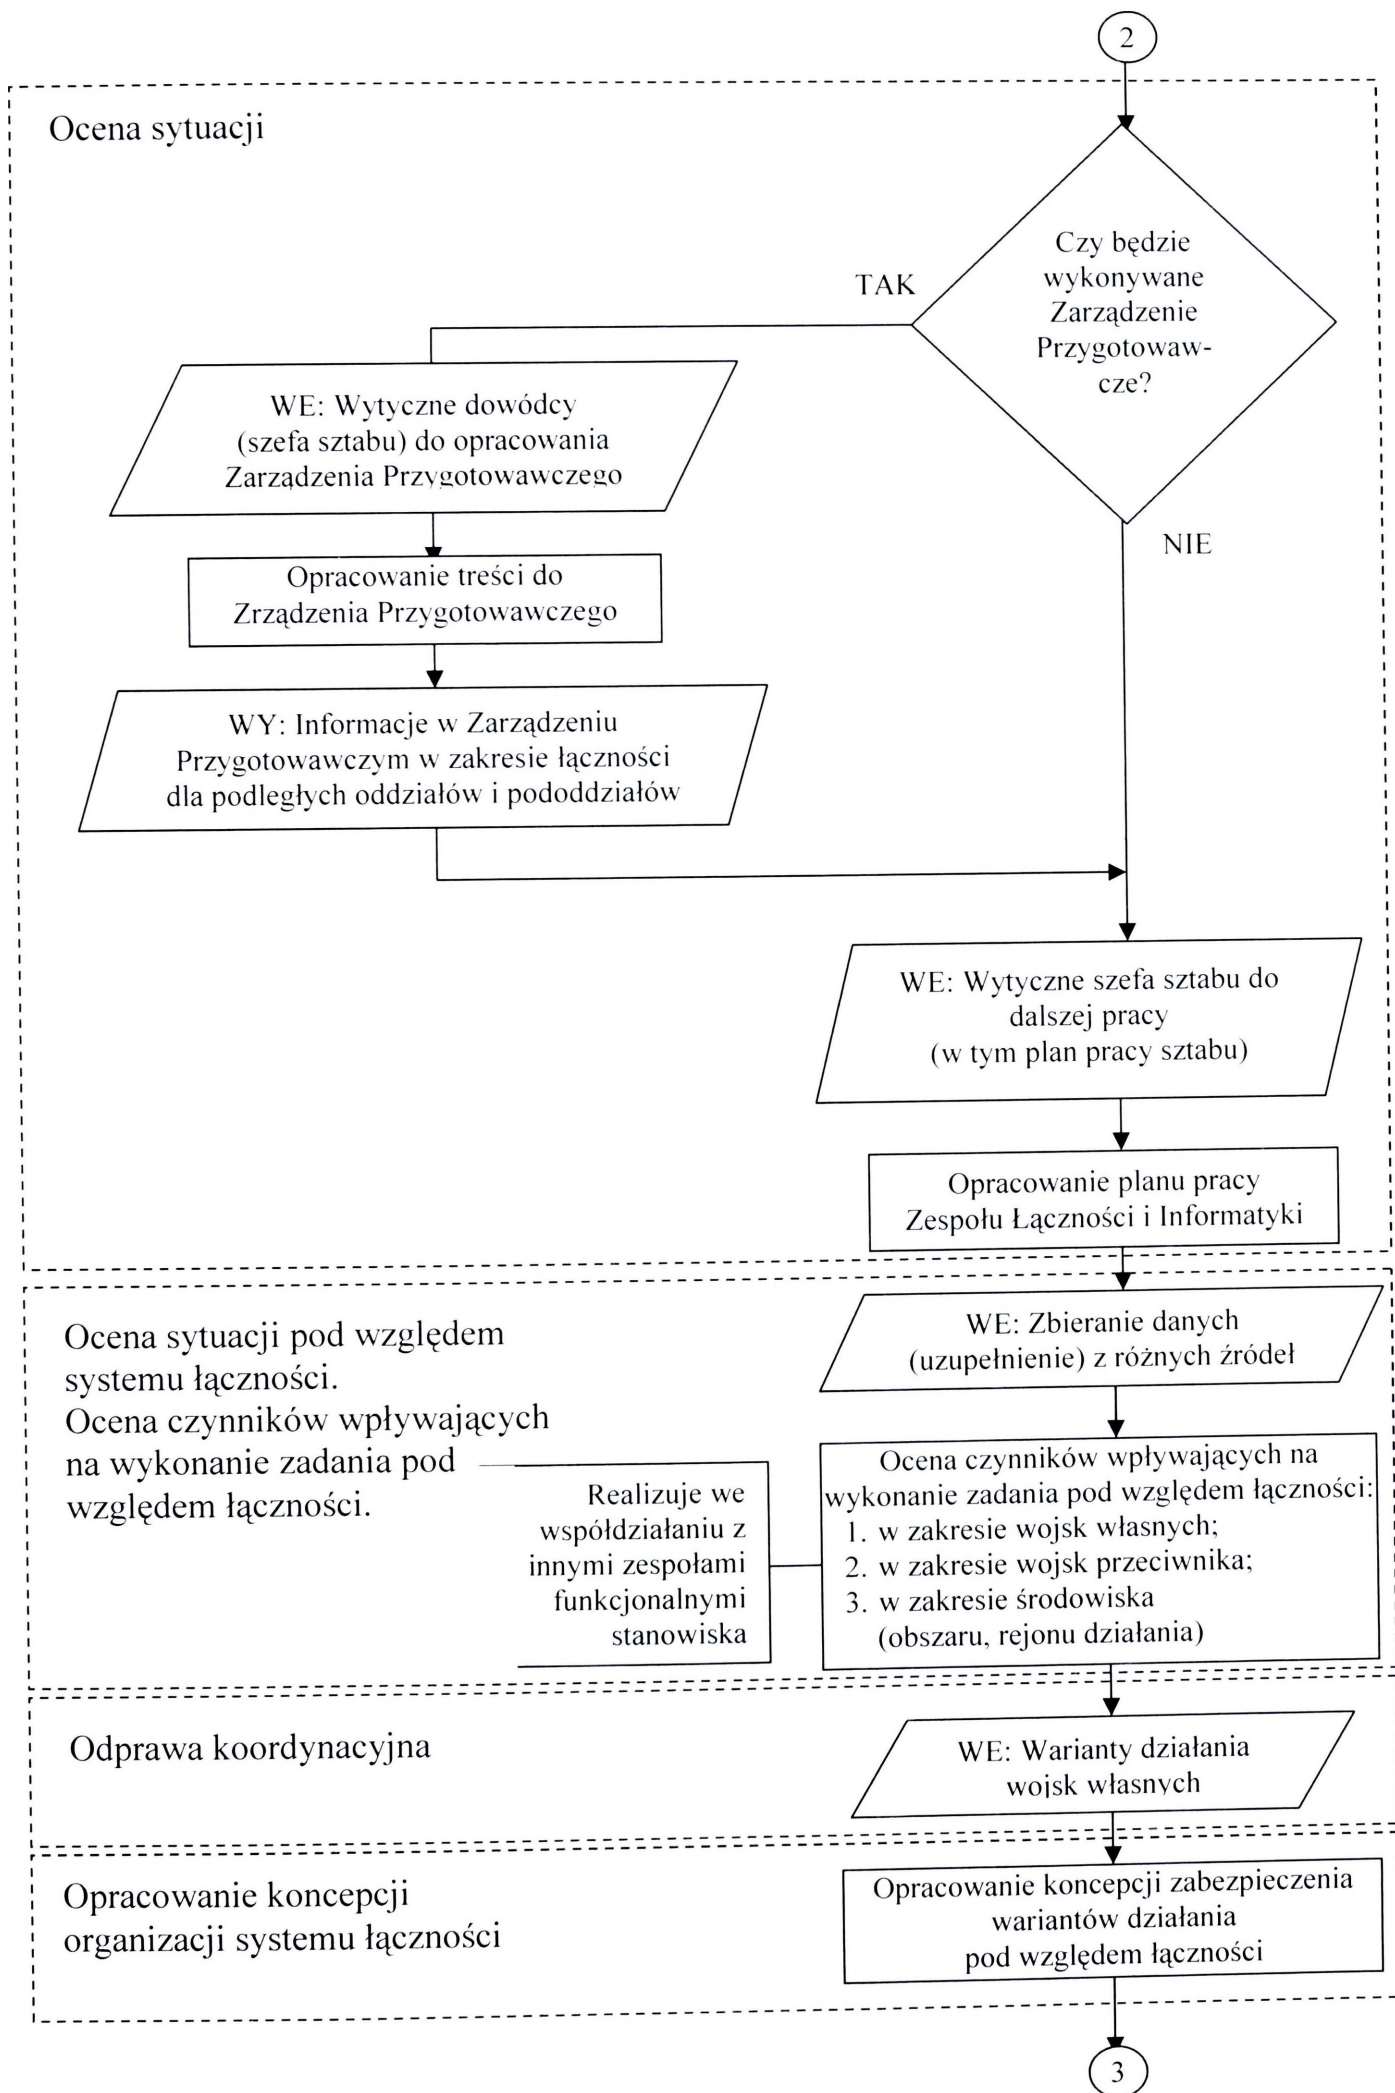 2
Ocena sytuacji
Czy będzie
wykonywane
Zarządzenie
Przygotowaw-
cze?
TAK
NIE
WE: Wytyczne dowódcy
(szefa sztabu) do opracowania
Zarządzenia Przygotowawczego
Opracowanie treści do
Zrządzenia Przygotowawczego
WY: Informacje w Zarządzeniu
Przygotowawczym w zakresie łączności
dla podległych oddziałów i pododdziałów
WE: Wytyczne szefa sztabu do
dalszej pracy
(w tym plan pracy sztabu)
Opracowanie planu pracy
Zespołu Łączności i Informatyki
Ocena sytuacji pod względem
systemu łączności.
Ocena czynników wpływających
na wykonanie zadania pod
względem łączności.
WE: Zbieranie danych
(uzupełnienie) z różnych źródeł
Realizuje we
współdziałaniu z
innymi zespołami
funkcjonalnymi
stanowiska
Ocena czynników wpływających na
wykonanie zadania pod względem łączności:
1. w zakresie wojsk własnych;
2. w zakresie wojsk przeciwnika;
3. w zakresie środowiska
(obszaru, rejonu działania)
Odprawa koordynacyjna
WE: Warianty działania
wojsk własnych
Opracowanie koncepcji
organizacji systemu łączności
Opracowanie koncepcji zabezpieczenia
wariantów działania
pod względem łączności
3